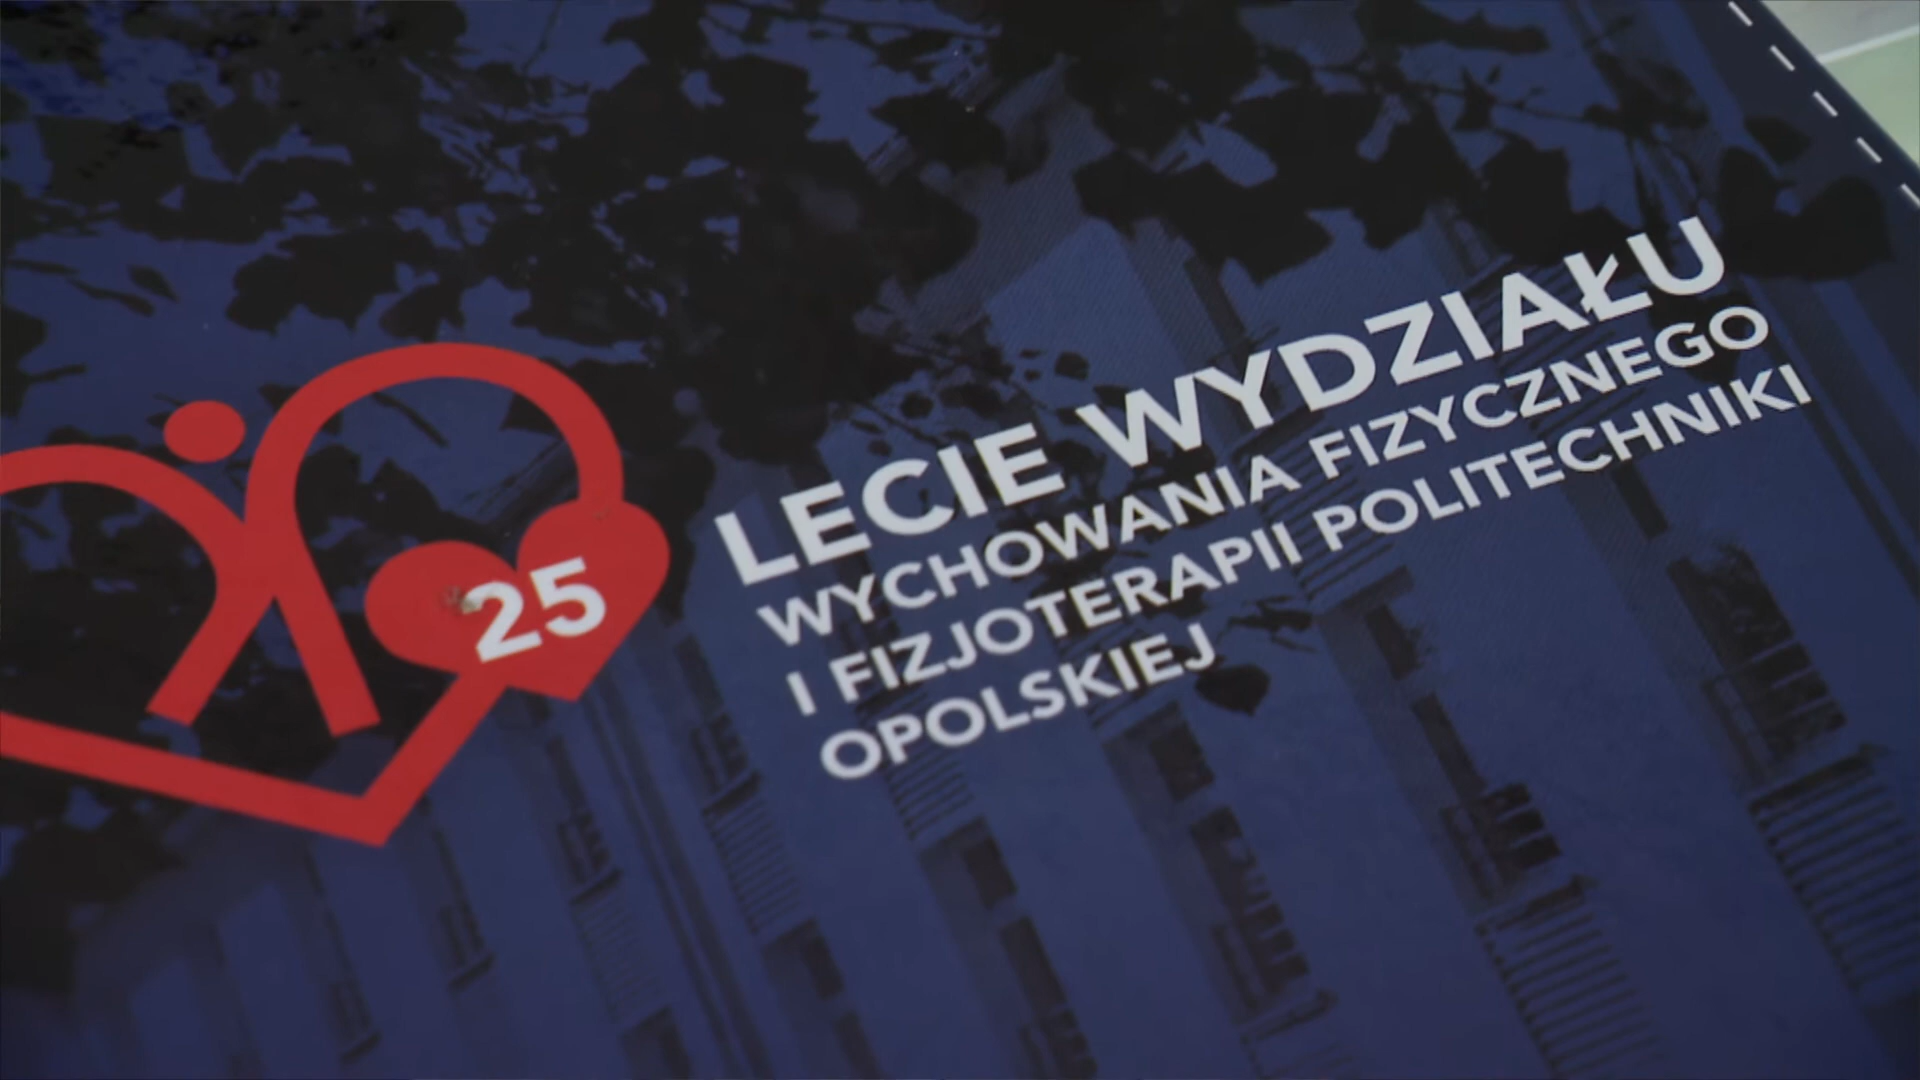 25
LECIE WYDZIAŁU
WYCHOWANIA FIZYCZNEGO
I FIZJOTERAPII POLITECHNIKI
OPOLSKIEJ